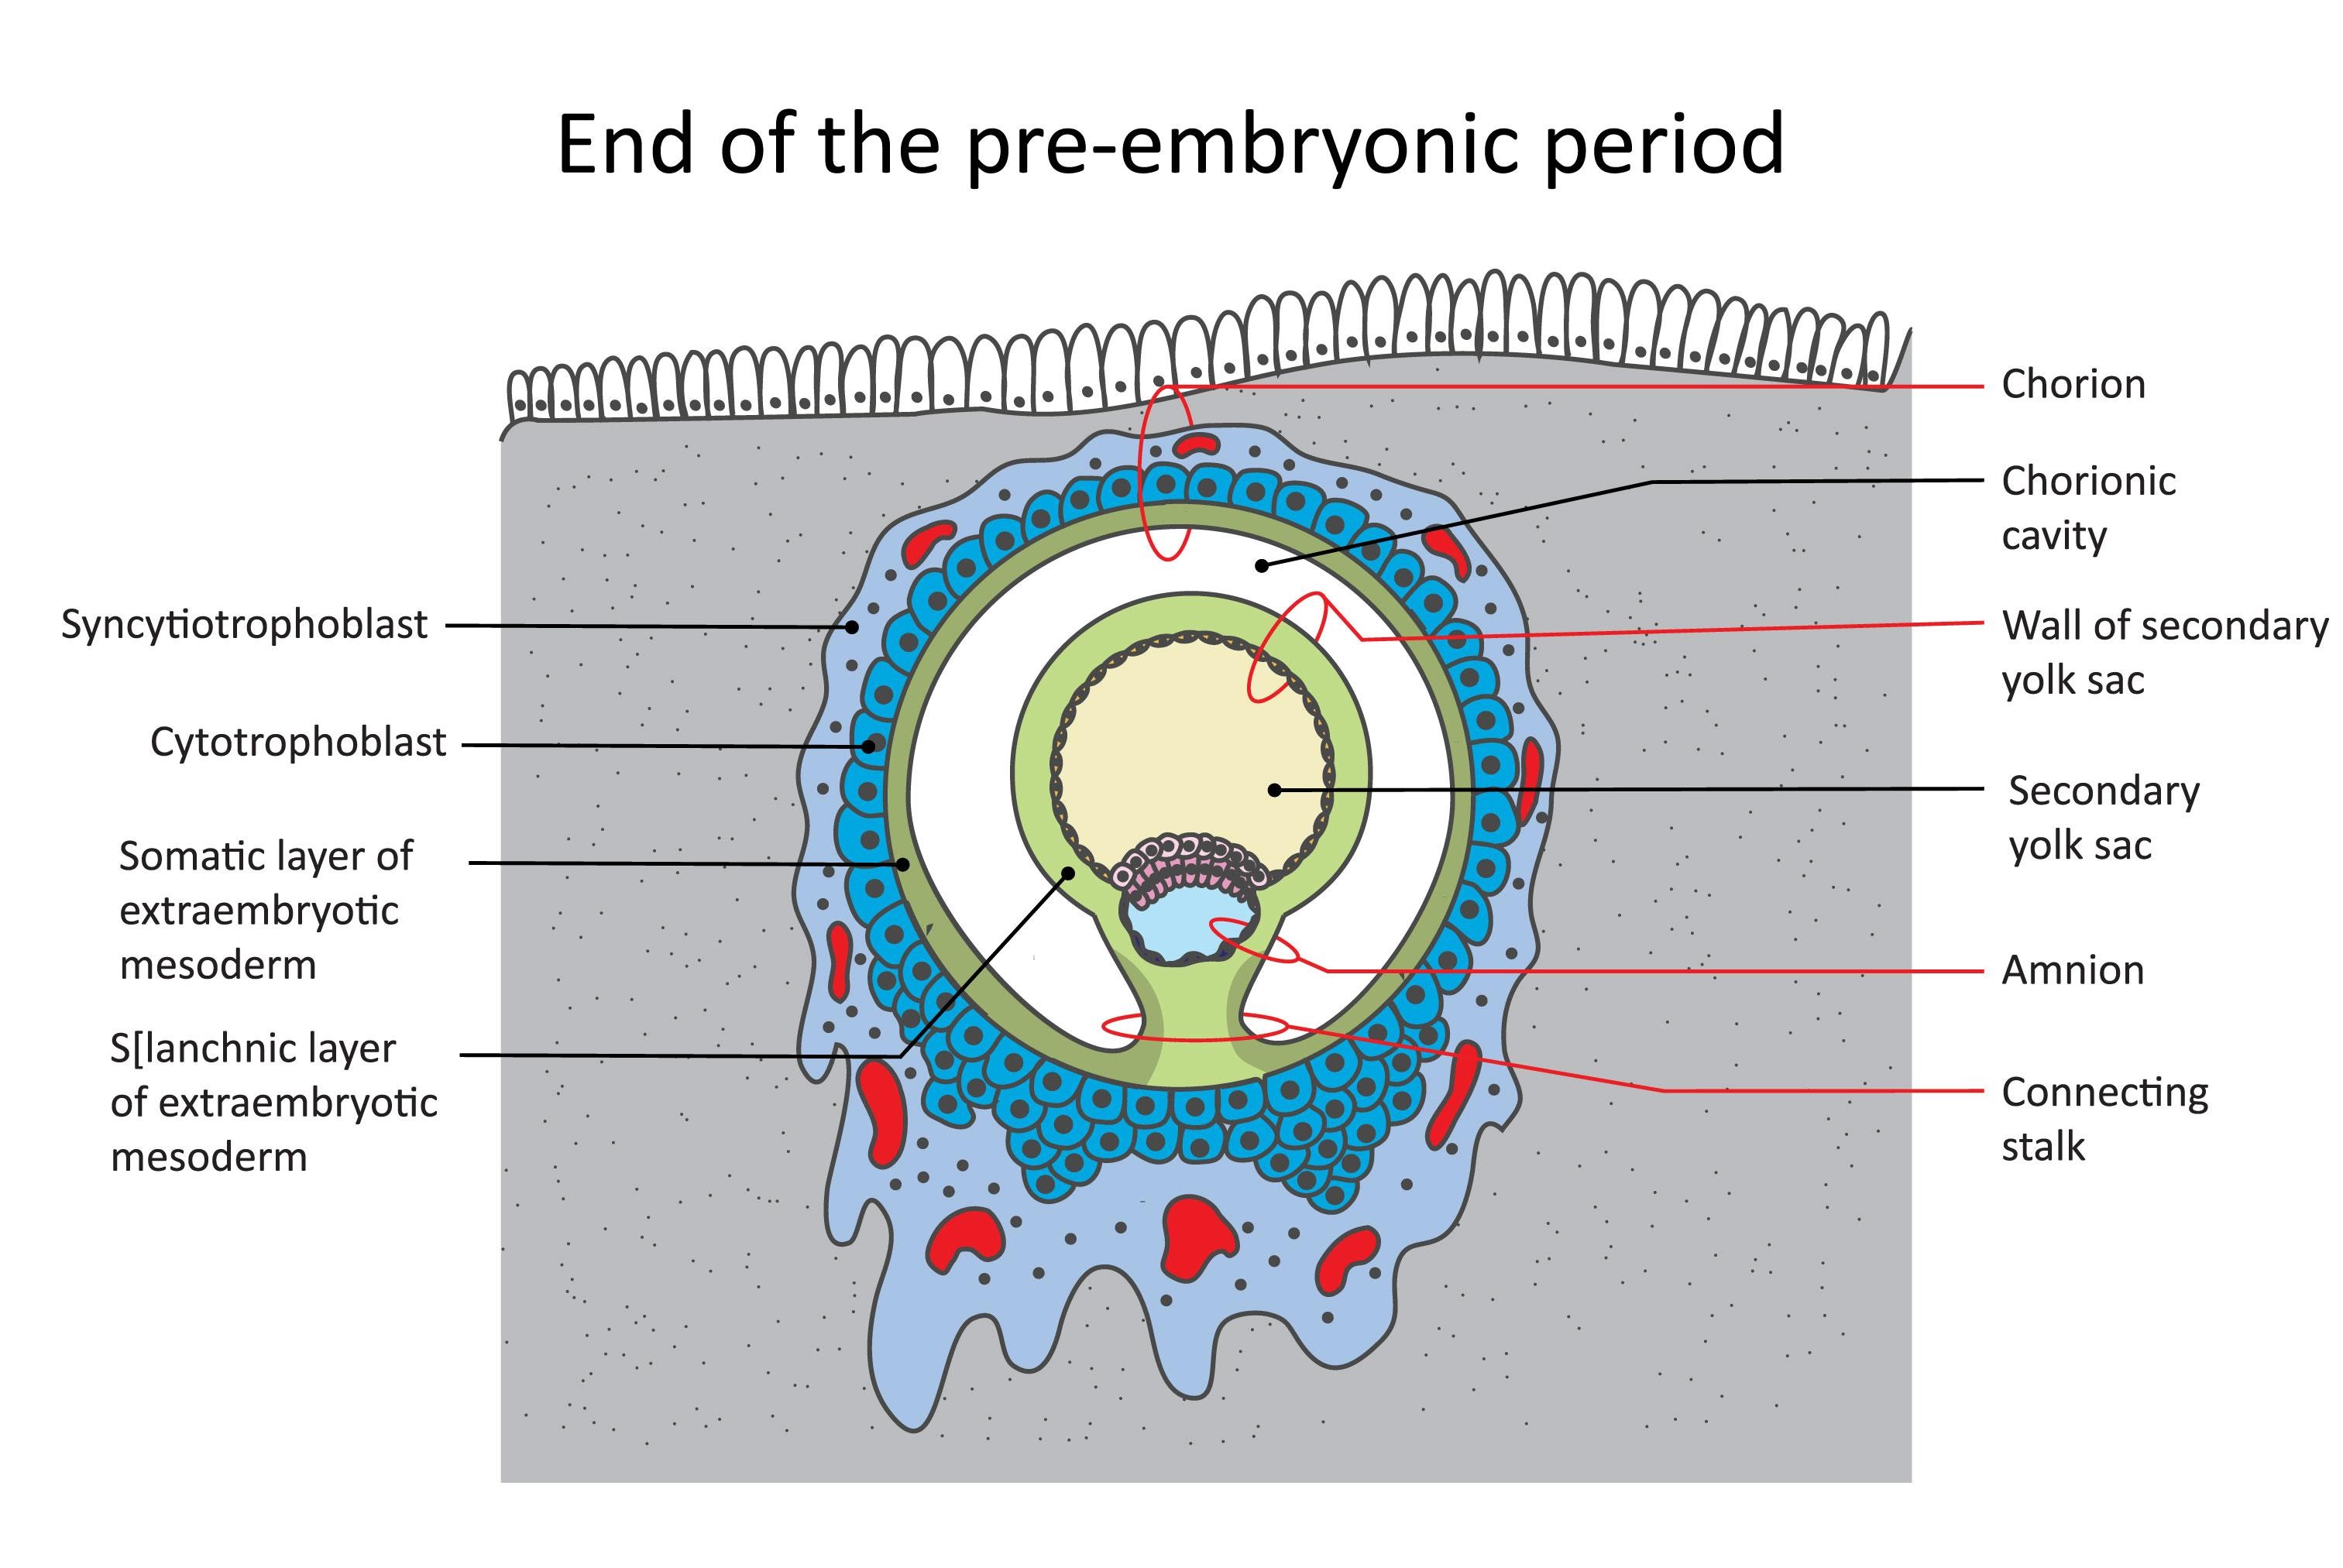 End of the pre-embryonic period
Syncytiotrophoblast
Cytotrophoblast
Somatic layer of
extraembryotic
mesoderm
S[lanchnic layer
of extraembryotic
mesoderm
Chorion
Chorionic
cavity
Wall of secondary
yolk sac
Secondary
yolk sac
Amnion
Connecting
stalk